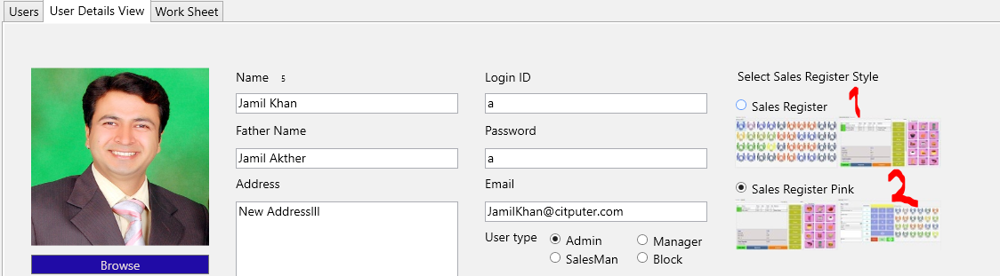 Users User Details View Work Sheet
Name 5
Jamil Khan
Father Name
Jamil Akther
Address
New AddressIII
Browse
Login ID
a
Password
a
Email
JamilKhan@citputer.com
User type Admin Manager
SalesMan Block
Select Sales Register Style
1
Sales Register
2
Sales Register Pink